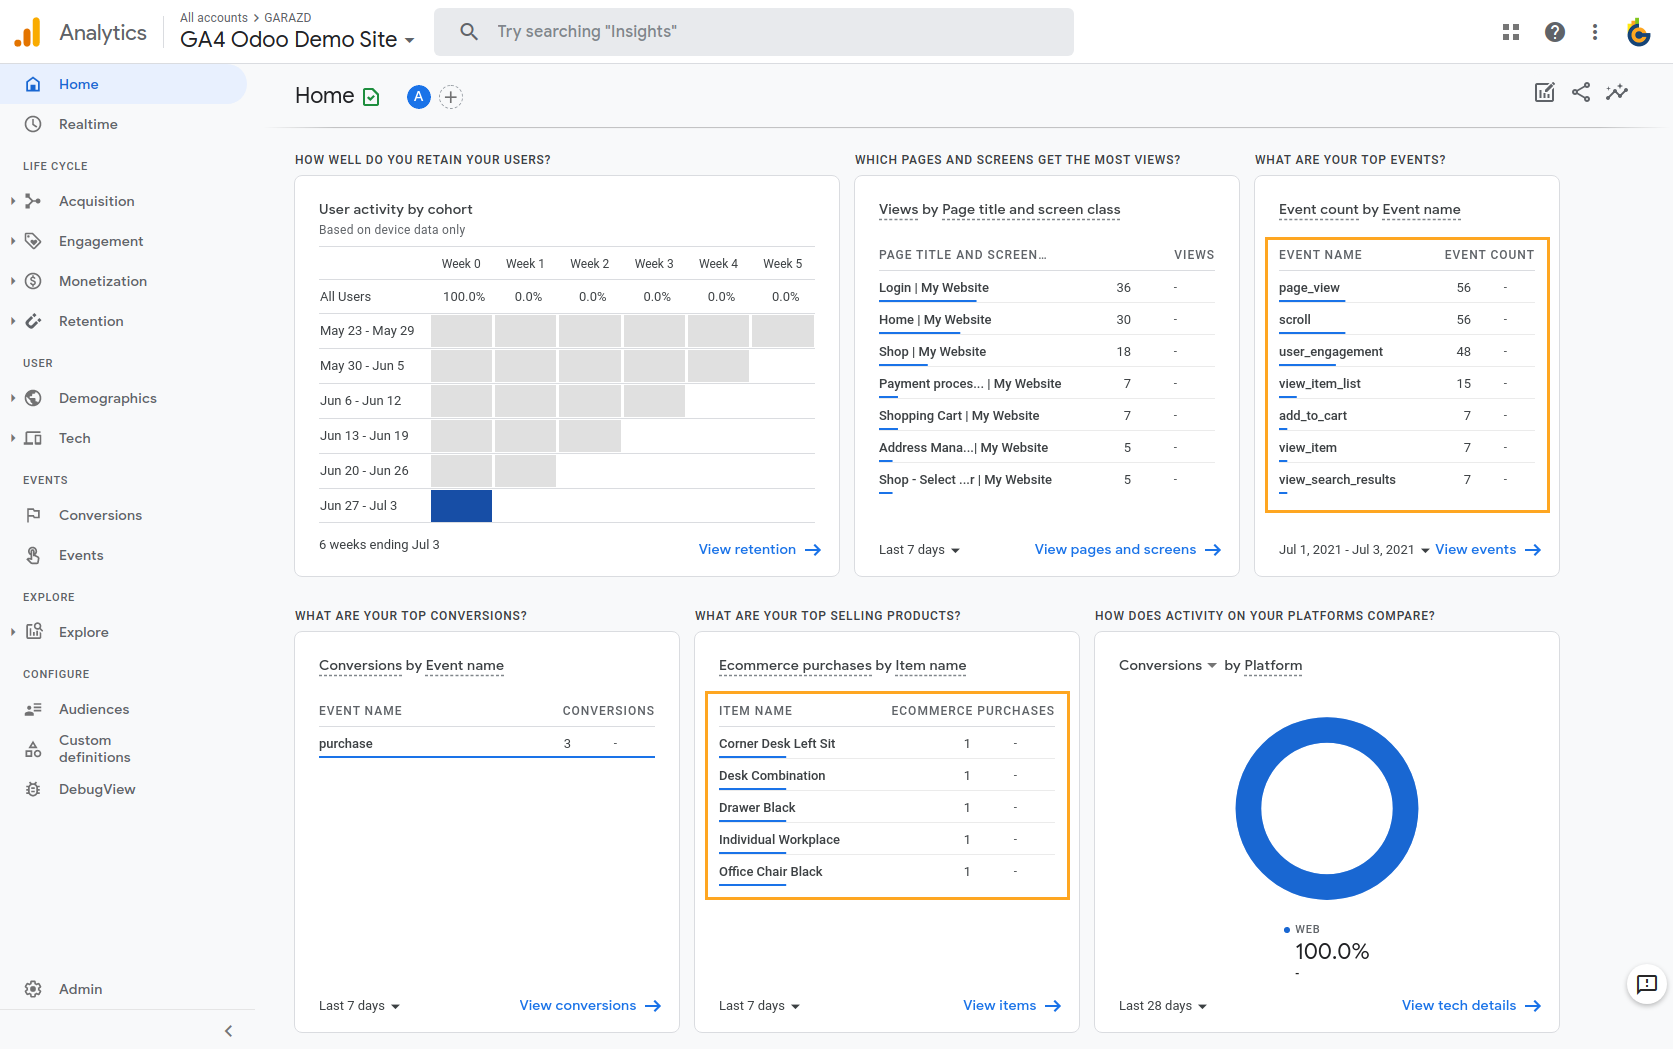 Analytics
All accounts > GARAZD
GA4 Odoo Demo Site
Try searching "Insights"
Home
Realtime
LIFE CYCLE
Acquisition
Engagement
Monetization
Retention
USER
Demographics
Tech
EVENTS
Conversions
Events
EXPLORE
Explore
CONFIGURE
Audiences
Custom
definitions
DebugView
Admin
Home
A
HOW WELL DO YOU RETAIN YOUR USERS?
User activity by cohort
Based on device data only
Week 0 Week 1 Week 2 Week 3 Week 4 Week 5
All Users 100.0% 0.0% 0.0% 0.0% 0.0% 0.0%
May 23 - May 29
May 30 - Jun 5
Jun 6 - Jun 12
Jun 13 - Jun 19
Jun 20 - Jun 26
Jun 27 - Jul 3
6 weeks ending Jul 3
View retention
WHICH PAGES AND SCREENS GET THE MOST VIEWS?
Views by Page title and screen class
PAGE TITLE AND SCREEN... VIEWS
Login | My Website 36 -
Home | My Website 30 -
Shop | My Website 18 -
Payment proces... | My Website 7 -
Shopping Cart | My Website 7 -
Address Mana...| My Website 5 -
Shop - Select ...r | My Website 5 -
Last 7 days
View pages and screens
WHAT ARE YOUR TOP EVENTS?
Event count by Event name
EVENT NAME EVENT COUNT
page_view 56 -
scroll 56 -
user_engagement 48 -
view_item_list 15 -
add_to_cart 7 -
view_item 7 -
view_search_results 7 -
Jul 1, 2021 - Jul 3, 2021
View events
WHAT ARE YOUR TOP CONVERSIONS?
Conversions by Event name
EVENT NAME CONVERSIONS
purchase 3 -
Last 7 days
View conversions
WHAT ARE YOUR TOP SELLING PRODUCTS?
Ecommerce purchases by Item name
ITEM NAME ECOMMERCE PURCHASES
Corner Desk Left Sit 1 -
Desk Combination 1 -
Drawer Black 1 -
Individual Workplace 1 -
Office Chair Black 1 -
Last 7 days
View items
HOW DOES ACTIVITY ON YOUR PLATFORMS COMPARE?
Conversions by Platform
WEB
100.0%
-
Last 28 days
View tech details